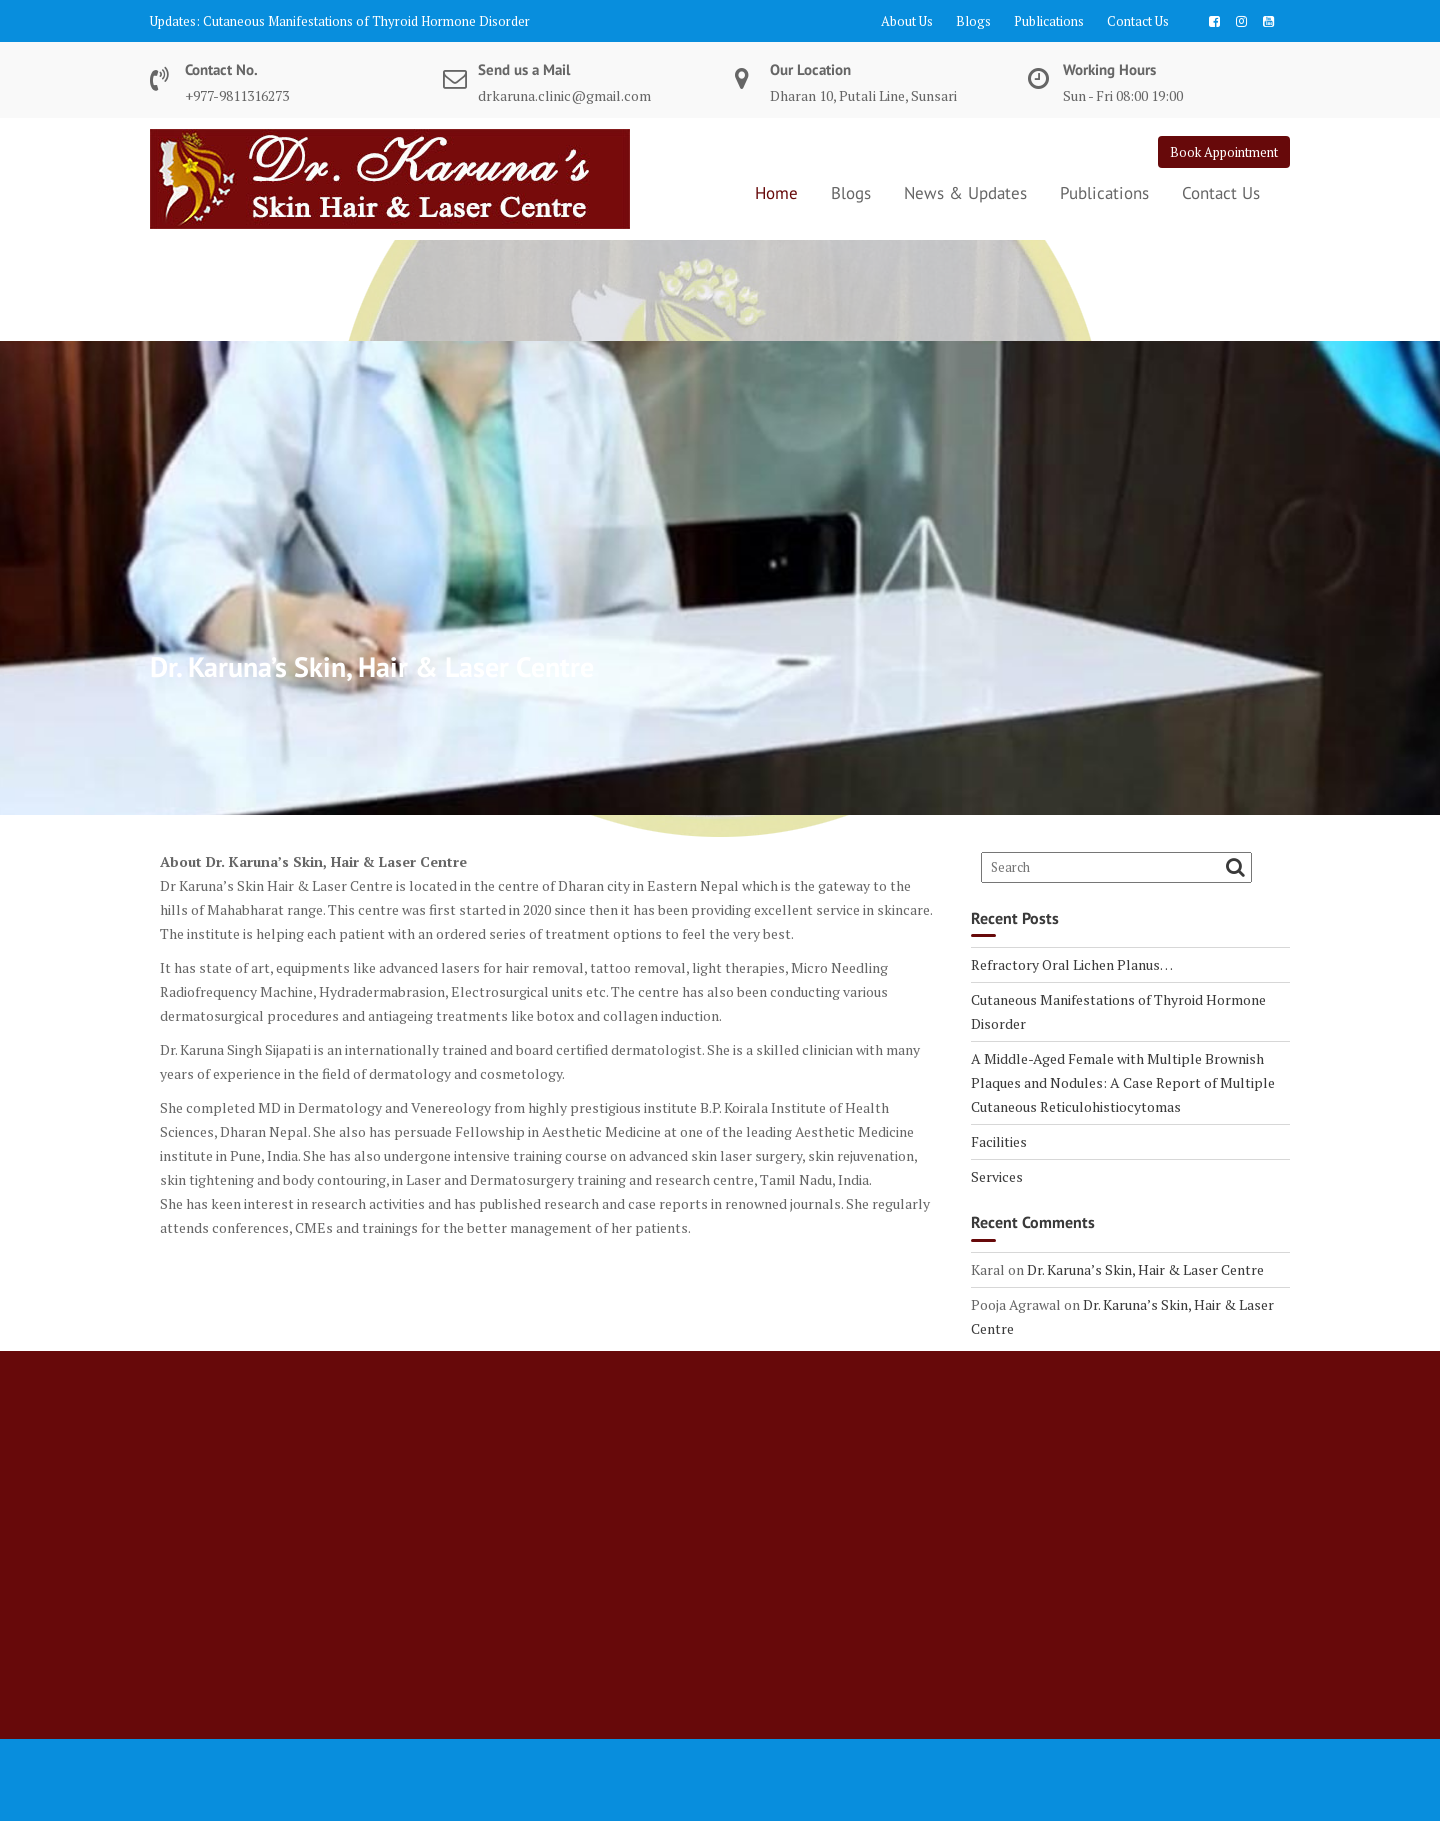 Updates: Cutaneous Manifestations of Thyroid Hormone Disorder
About Us Blogs Publications Contact Us
Contact No.
+977-9811316273
Send us a Mail
drkaruna.clinic@gmail.com
Our Location
Dharan 10, Putali Line, Sunsari
Working Hours
Sun - Fri 08:00 19:00
Dr. Karuna's
Skin Hair & Laser Centre
Book Appointment
Home Blogs News & Updates Publications Contact Us
Dr. Karuna’s Skin, Hair & Laser Centre
About Dr. Karuna’s Skin, Hair & Laser Centre
Dr Karuna’s Skin Hair & Laser Centre is located in the centre of Dharan city in Eastern Nepal which is the gateway to the
hills of Mahabharat range. This centre was first started in 2020 since then it has been providing excellent service in skincare.
The institute is helping each patient with an ordered series of treatment options to feel the very best.
It has state of art, equipments like advanced lasers for hair removal, tattoo removal, light therapies, Micro Needling
Radiofrequency Machine, Hydradermabrasion, Electrosurgical units etc. The centre has also been conducting various
dermatosurgical procedures and antiageing treatments like botox and collagen induction.
Dr. Karuna Singh Sijapati is an internationally trained and board certified dermatologist. She is a skilled clinician with many
years of experience in the field of dermatology and cosmetology.
She completed MD in Dermatology and Venereology from highly prestigious institute B.P. Koirala Institute of Health
Sciences, Dharan Nepal. She also has persuade Fellowship in Aesthetic Medicine at one of the leading Aesthetic Medicine
institute in Pune, India. She has also undergone intensive training course on advanced skin laser surgery, skin rejuvenation,
skin tightening and body contouring, in Laser and Dermatosurgery training and research centre, Tamil Nadu, India.
She has keen interest in research activities and has published research and case reports in renowned journals. She regularly
attends conferences, CMEs and trainings for the better management of her patients.
Search
Recent Posts
Refractory Oral Lichen Planus…
Cutaneous Manifestations of Thyroid Hormone
Disorder
A Middle-Aged Female with Multiple Brownish
Plaques and Nodules: A Case Report of Multiple
Cutaneous Reticulohistiocytomas
Facilities
Services
Recent Comments
Karal on Dr. Karuna’s Skin, Hair & Laser Centre
Pooja Agrawal on Dr. Karuna’s Skin, Hair & Laser
Centre